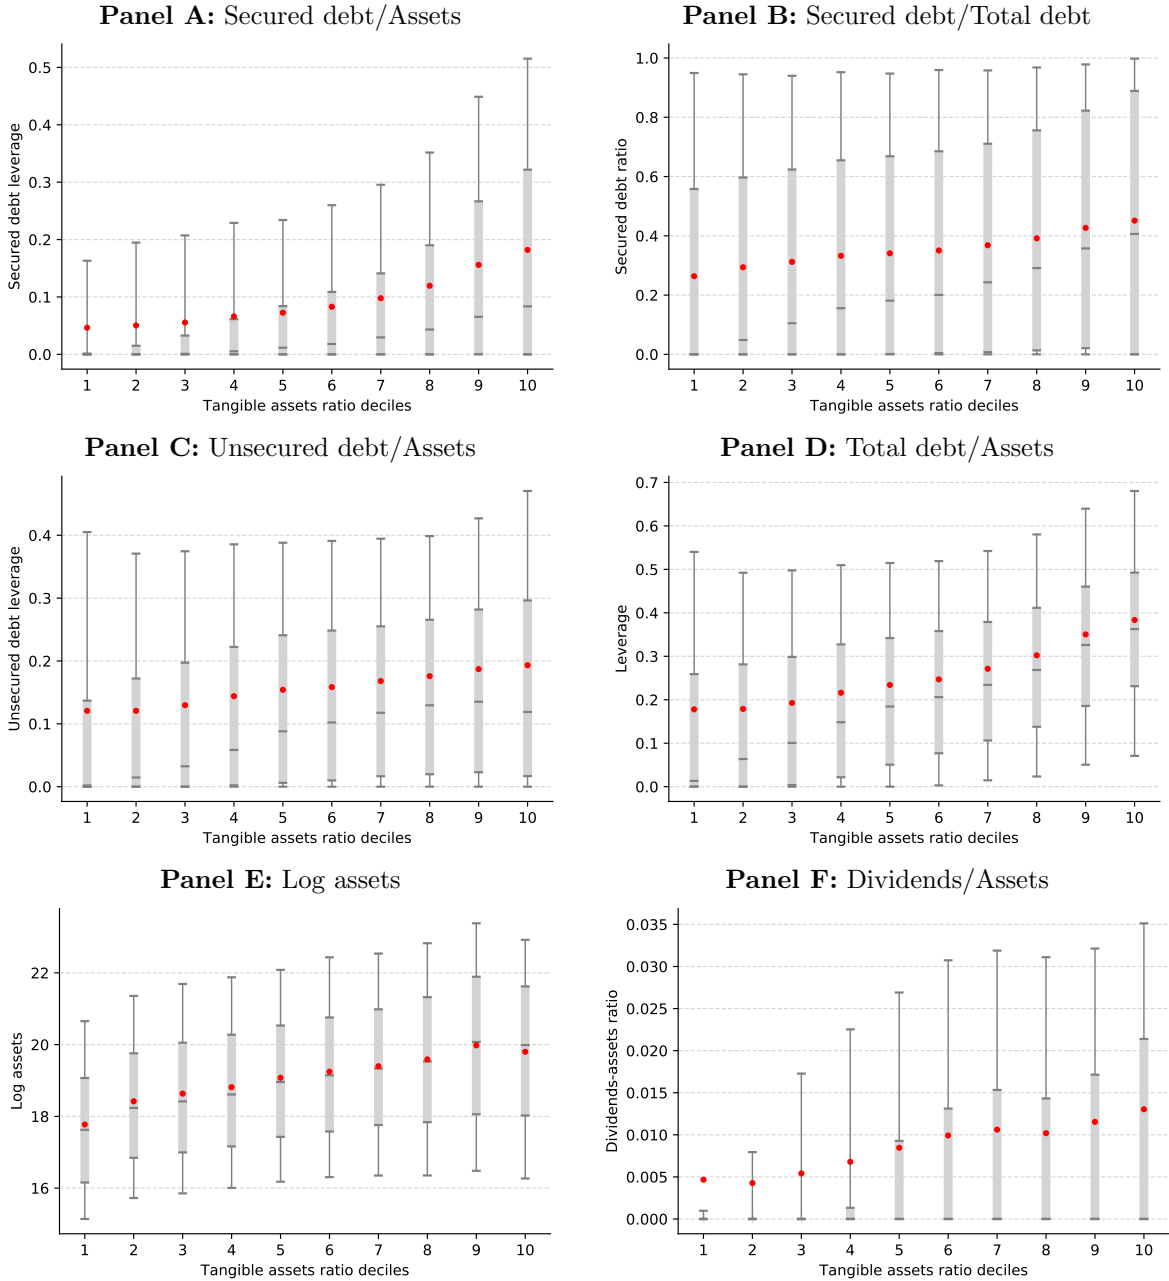 Panel A: Secured debt/Assets
0.5
0.4
0.3
0.2
0.1
0.0
Secured debt leverage
1 2 3 4 5 6 7 8 9 10
Tangible assets ratio deciles
Panel B: Secured debt/Total debt
1.0
0.8
0.6
0.4
0.2
0.0
Secured debt ratio
1 2 3 4 5 6 7 8 9 10
Tangible assets ratio deciles
Panel C: Unsecured debt/Assets
0.4
0.3
0.2
0.1
0.0
Unsecured debt leverage
1 2 3 4 5 6 7 8 9 10
Tangible assets ratio deciles
Panel D: Total debt/Assets
0.7
0.6
0.5
0.4
0.3
0.2
0.1
0.0
Leverage
1 2 3 4 5 6 7 8 9 10
Tangible assets ratio deciles
Panel E: Log assets
22
20
18
16
Log assets
1 2 3 4 5 6 7 8 9 10
Tangible assets ratio deciles
Panel F: Dividends/Assets
0.035
0.030
0.025
0.020
0.015
0.010
0.005
0.000
Dividends-assets ratio
1 2 3 4 5 6 7 8 9 10
Tangible assets ratio deciles